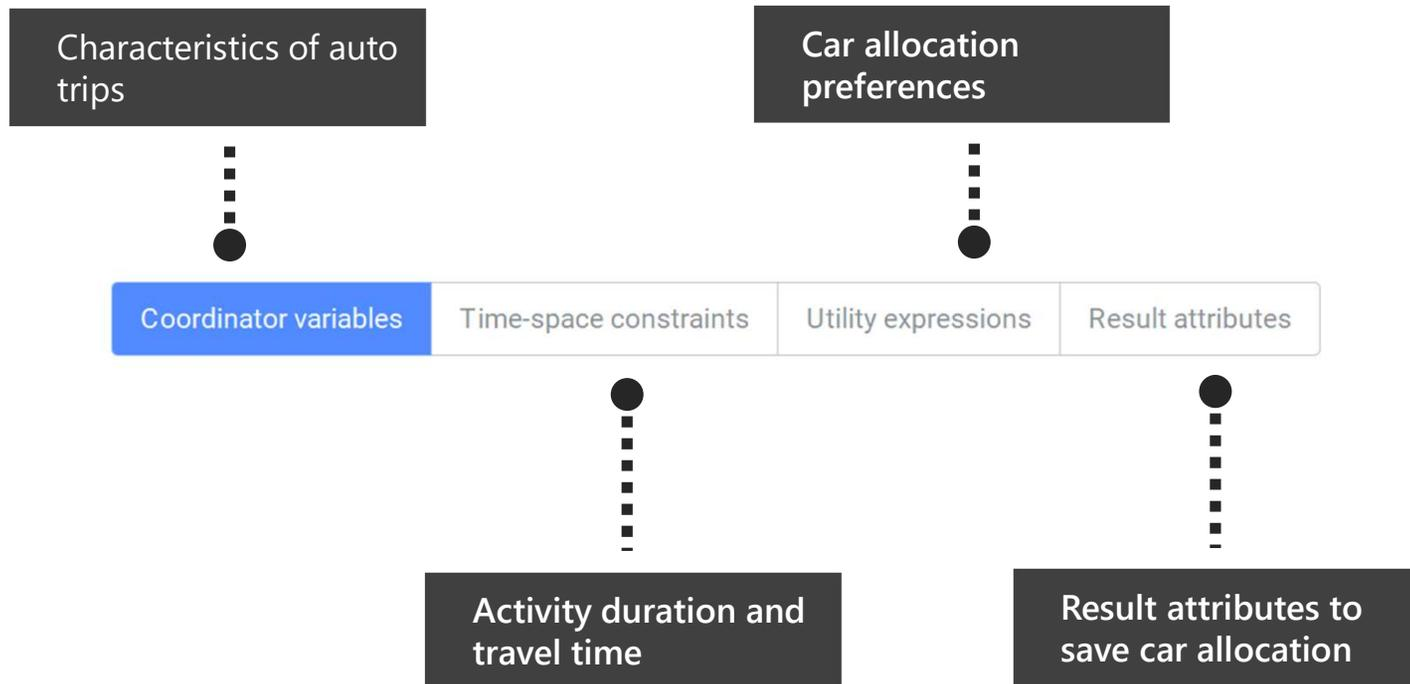 Characteristics of auto
trips
Car allocation
preferences
Coordinator variables
Time-space constraints
Utility expressions
Result attributes
Activity duration and
travel time
Result attributes to
save car allocation